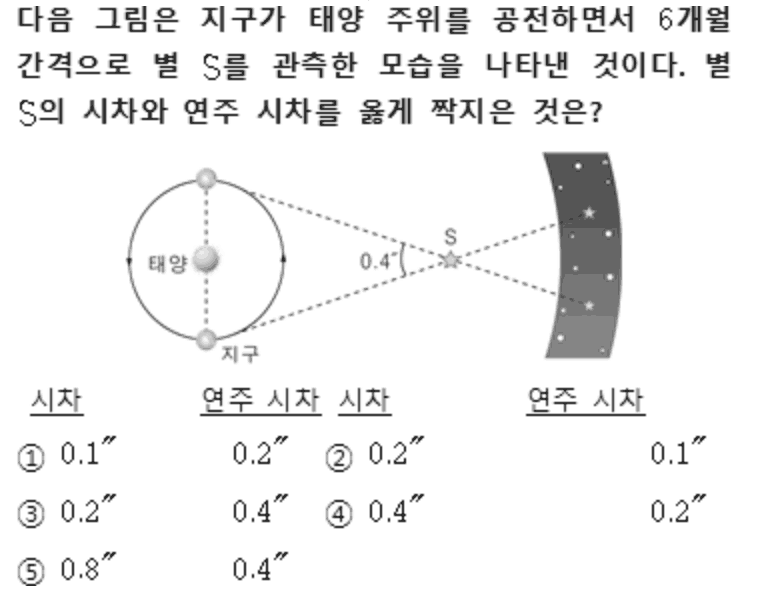 다음 그림은 지구가 태양 주위를 공전하면서 6개월
간격으로 별 S를 관측한 모습을 나타낸 것이다. 별
S의 시차와 연주 시차를 옳게 짝지은 것은?
S
태양
0.4″
지구
시차 연주 시차 시차 연주 시차
① 0.1″ 0.2″ ② 0.2″ 0.1″
③ 0.2″ 0.4″ ④ 0.4″ 0.2″
⑤ 0.8″ 0.4″